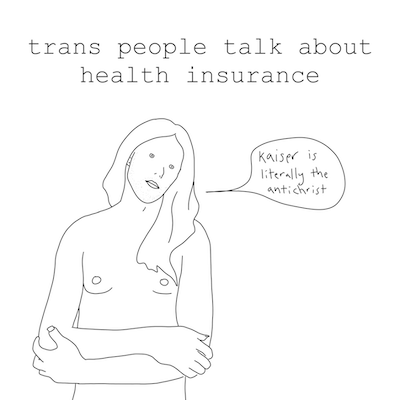 trans people talk about
health insurance
Kaiser is
literally the
antichrist